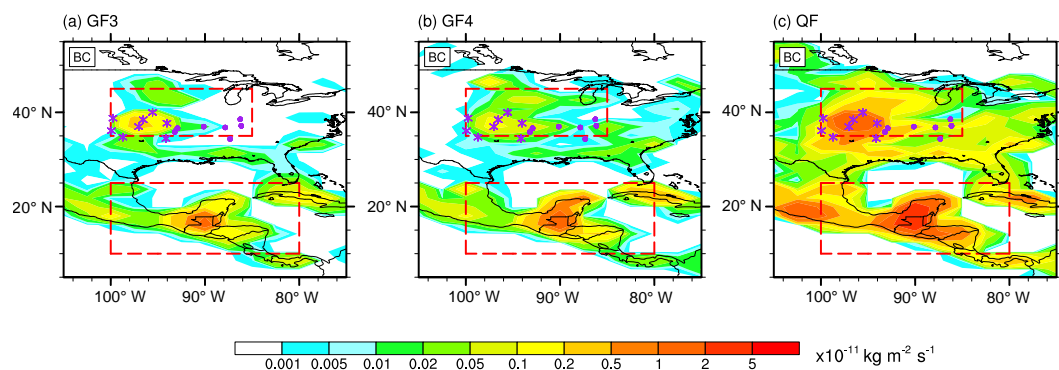 (a) GF3
(b) GF4
(c) QF
BC
BC
BC
40° N
40° N
40° N
20° N
20° N
20° N
100° W 90° W 80° W
100° W 90° W 80° W
100° W 90° W 80° W
0.001 0.005 0.01 0.02 0.05 0.1 0.2 0.5 1 2 5
x10⁻¹¹ kg m⁻² s⁻¹